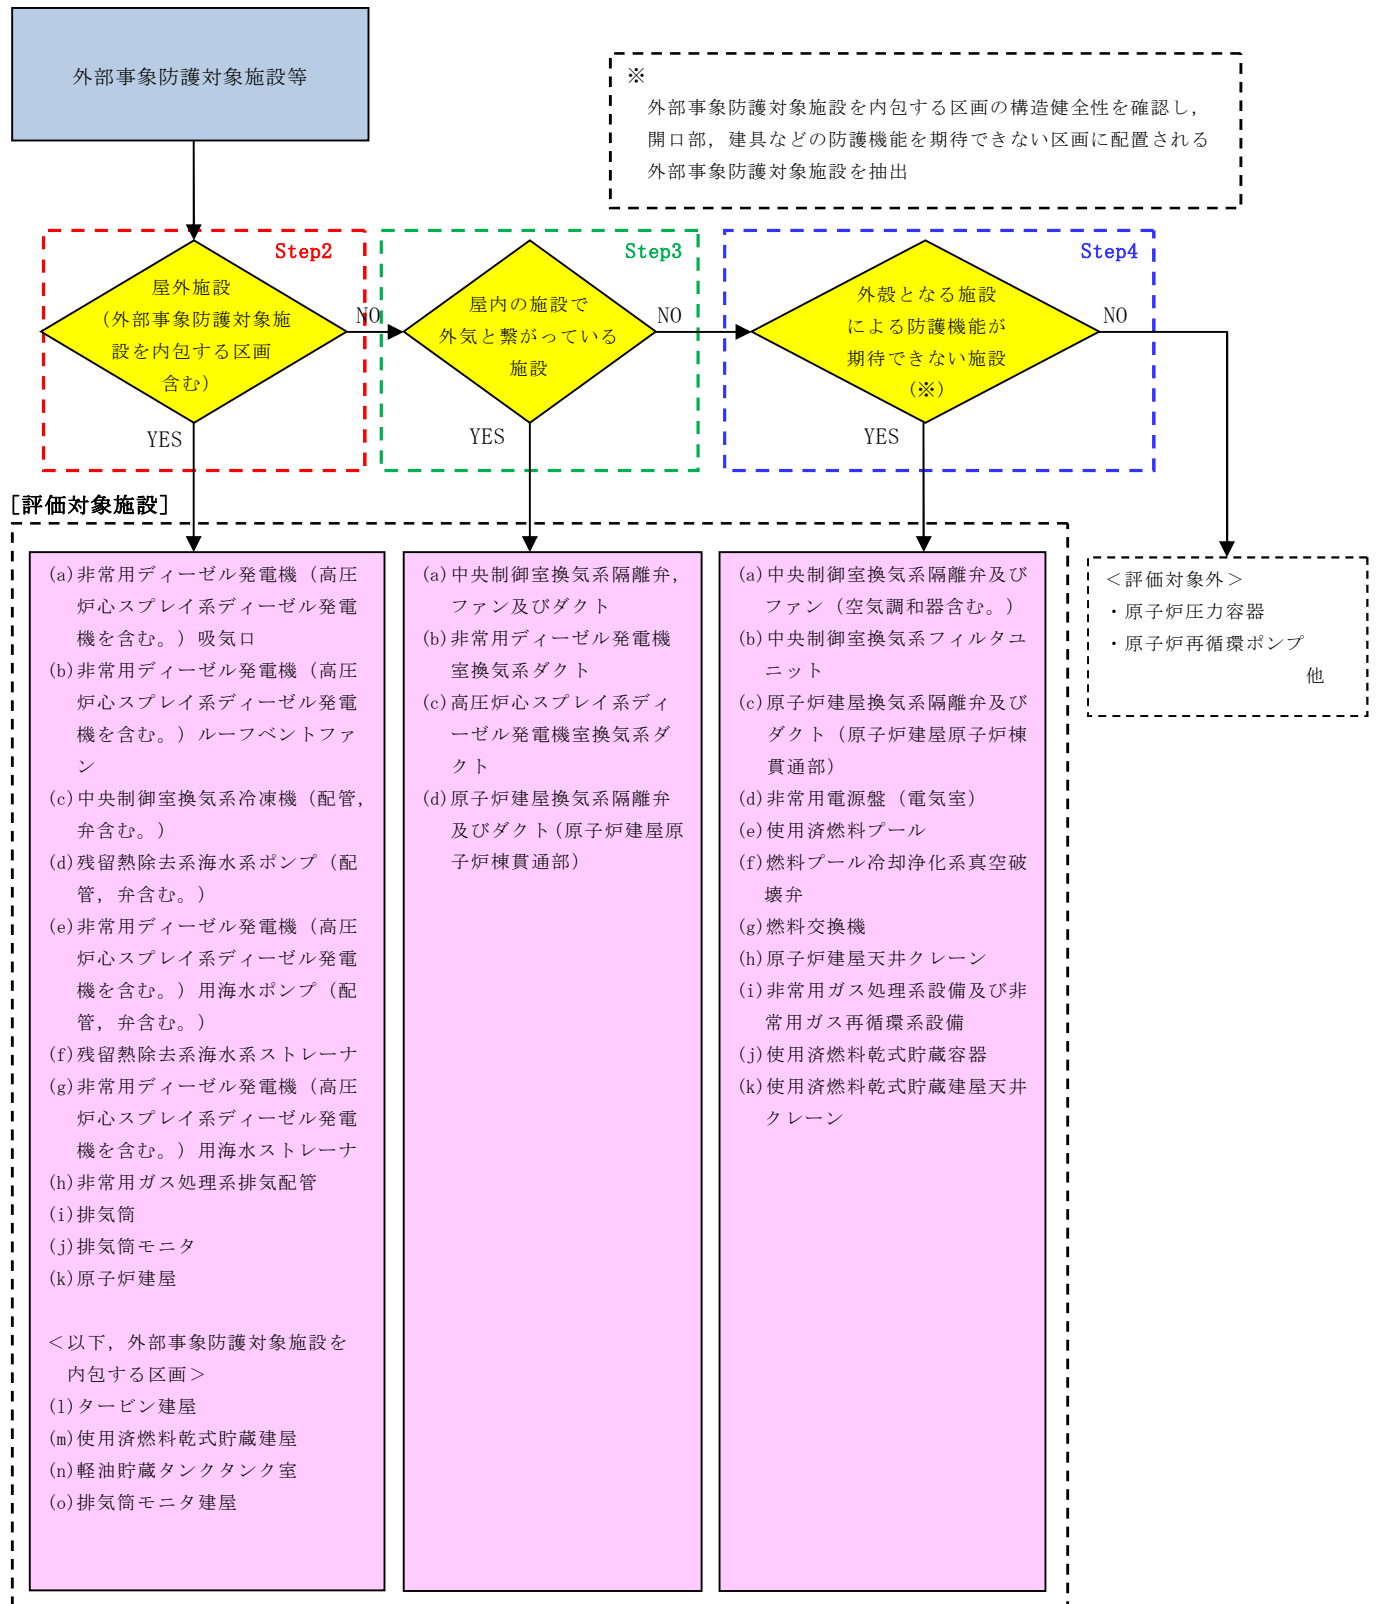 外部事象防護対象施設等
※
外部事象防護対象施設を内包する区画の構造健全性を確認し，
開口部，建具などの防護機能を期待できない区画に配置される
外部事象防護対象施設を抽出
Step2
屋外施設
（外部事象防護対象施
設を内包する区画
含む）
NO
YES
Step3
屋内の施設で
外気と繋がっている
施設
NO
YES
Step4
外殻となる施設
による防護機能が
期待できない施設
（※）
NO
YES
[評価対象施設]
(a)非常用ディーゼル発電機（高圧
炉心スプレイ系ディーゼル発電
機を含む。）吸気口
(b)非常用ディーゼル発電機（高圧
炉心スプレイ系ディーゼル発電
機を含む。）ルーフベントファ
ン
(c)中央制御室換気系冷凍機（配管，
弁含む。）
(d)残留熱除去系海水系ポンプ（配
管，弁含む。）
(e)非常用ディーゼル発電機（高圧
炉心スプレイ系ディーゼル発電
機を含む。）用海水ポンプ（配
管，弁含む。）
(f)残留熱除去系海水系ストレーナ
(g)非常用ディーゼル発電機（高圧
炉心スプレイ系ディーゼル発電
機を含む。）用海水ストレーナ
(h)非常用ガス処理系排気配管
(i)排気筒
(j)排気筒モニタ
(k)原子炉建屋
＜以下，外部事象防護対象施設を
内包する区画＞
(l)タービン建屋
(m)使用済燃料乾式貯蔵建屋
(n)軽油貯蔵タンクタンク室
(o)排気筒モニタ建屋
(a)中央制御室換気系隔離弁，
ファン及びダクト
(b)非常用ディーゼル発電機
室換気系ダクト
(c)高圧炉心スプレイ系ディ
ーゼル発電機室換気系ダ
クト
(d)原子炉建屋換気系隔離弁
及びダクト（原子炉建屋原
子炉棟貫通部）
(a)中央制御室換気系隔離弁及び
ファン（空気調和器含む。）
(b)中央制御室換気系フィルタユ
ニット
(c)原子炉建屋換気系隔離弁及び
ダクト（原子炉建屋原子炉棟
貫通部）
(d)非常用電源盤（電気室）
(e)使用済燃料プール
(f)燃料プール冷却浄化系真空破
壊弁
(g)燃料交換機
(h)原子炉建屋天井クレーン
(i)非常用ガス処理系設備及び非
常用ガス再循環系設備
(j)使用済燃料乾式貯蔵容器
(k)使用済燃料乾式貯蔵建屋天井
クレーン
＜評価対象外＞
・原子炉圧力容器
・原子炉再循環ポンプ
他